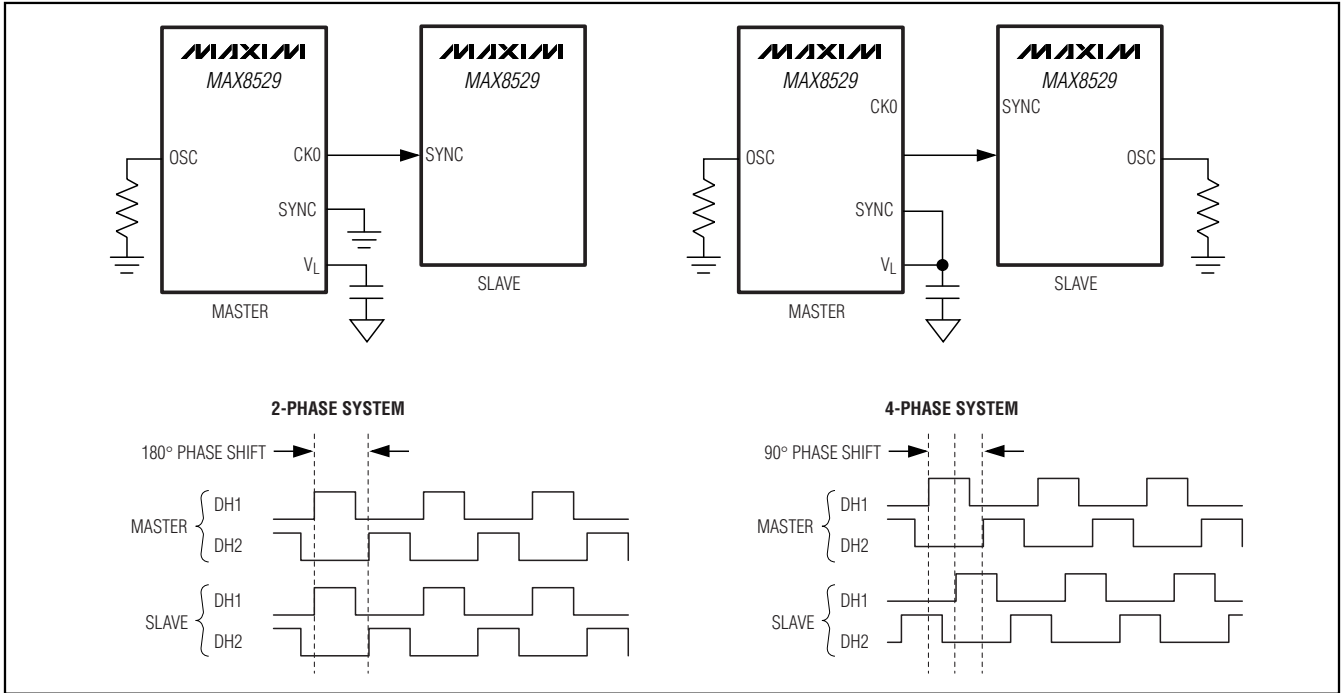 MAXIM
MAX8529
OSC
CK0
SYNC
VL
MASTER
MAXIM
MAX8529
SYNC
SLAVE
MAXIM
MAX8529
CK0
OSC
SYNC
VL
MASTER
MAXIM
MAX8529
SYNC
OSC
SLAVE
2-PHASE SYSTEM
180° PHASE SHIFT
MASTER
DH1
DH2
SLAVE
DH1
DH2
4-PHASE SYSTEM
90° PHASE SHIFT
MASTER
DH1
DH2
SLAVE
DH1
DH2